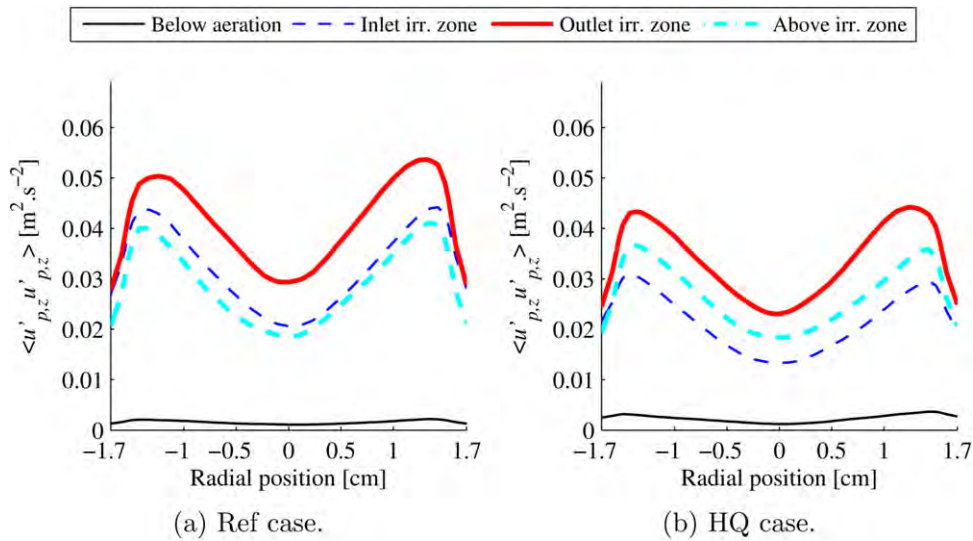 Below aeration Inlet irr. zone Outlet irr. zone Above irr. zone
<u'p,z u'p,z> [m².s⁻²]
0.06
0.05
0.04
0.03
0.02
0.01
0
−1.7 −1 −0.5 0 0.5 1 1.7
Radial position [cm]
(a) Ref case.
<u'p,z u'p,z> [m².s⁻²]
0.06
0.05
0.04
0.03
0.02
0.01
0
−1.7 −1 −0.5 0 0.5 1 1.7
Radial position [cm]
(b) HQ case.